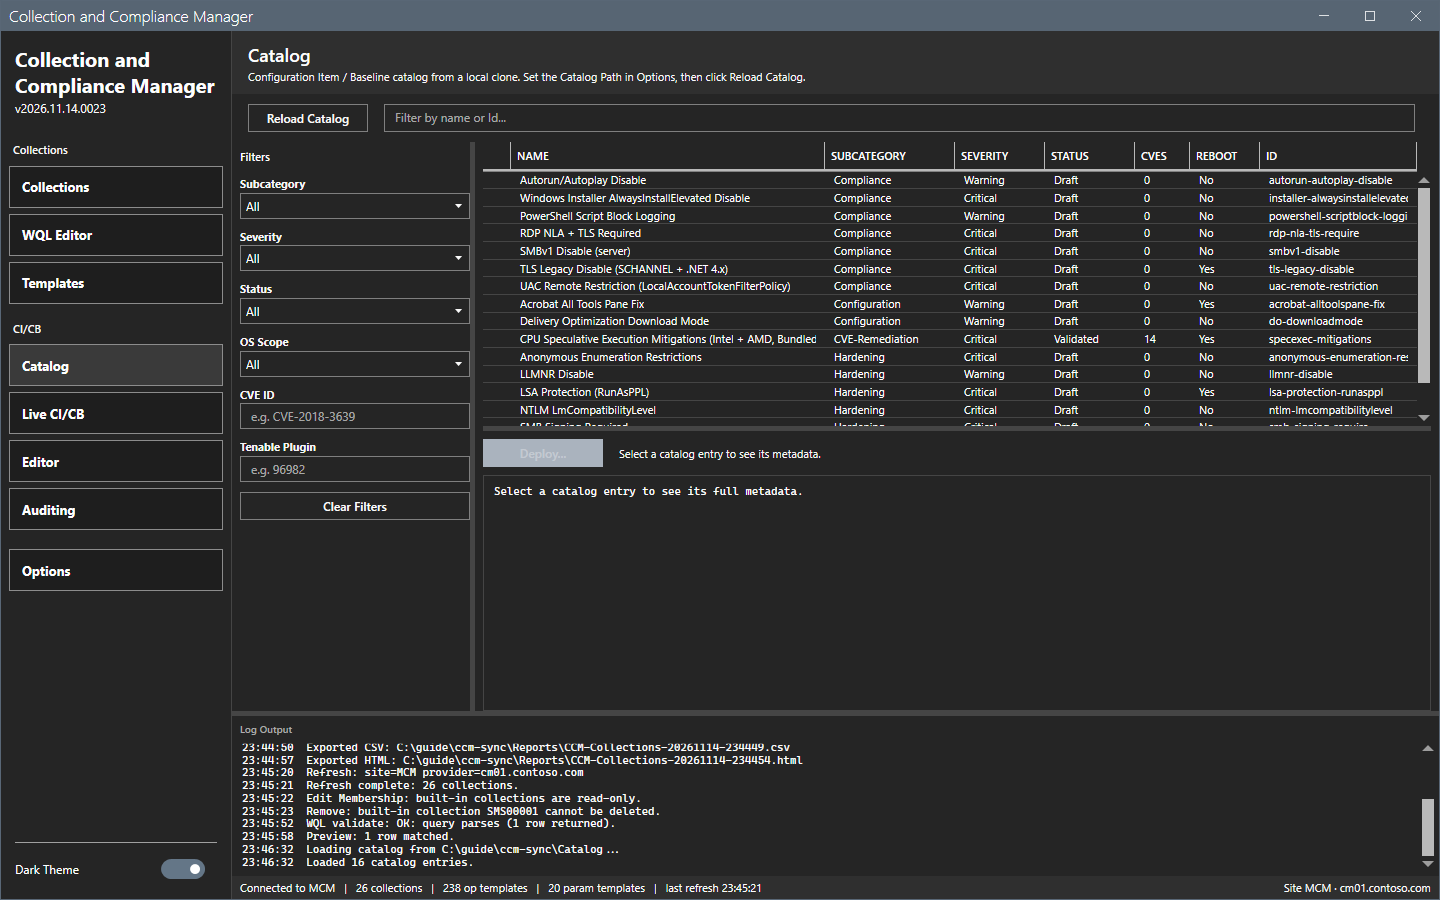 Collection and Compliance Manager
Collection and
Compliance Manager
v2026.11.14.0023
Collections
Collections
WQL Editor
Templates
CI/CB
Catalog
Live CI/CB
Editor
Auditing
Options
Dark Theme
Catalog
Configuration Item / Baseline catalog from a local clone. Set the Catalog Path in Options, then click Reload Catalog.
Reload Catalog
Filter by name or Id...
Filters
Subcategory
All
Severity
All
Status
All
OS Scope
All
CVE ID
e.g. CVE-2018-3639
Tenable Plugin
e.g. 96982
Clear Filters
NAME SUBCATEGORY SEVERITY STATUS CVES REBOOT ID
Autorun/Autoplay Disable Compliance Warning Draft 0 No autorun-autoplay-disable
Windows Installer AlwaysInstallElevated Disable Compliance Critical Draft 0 No installer-alwaysinstallelevated
PowerShell Script Block Logging Compliance Warning Draft 0 No powershell-scriptblock-loggi
RDP NLA + TLS Required Compliance Critical Draft 0 No rdp-nla-tls-require
SMBv1 Disable (server) Compliance Critical Draft 0 No smbv1-disable
TLS Legacy Disable (SCHANNEL + .NET 4.x) Compliance Critical Draft 0 Yes tls-legacy-disable
UAC Remote Restriction (LocalAccountTokenFilterPolicy) Compliance Critical Draft 0 No uac-remote-restriction
Acrobat All Tools Pane Fix Configuration Warning Draft 0 Yes acrobat-alltoolspane-fix
Delivery Optimization Download Mode Configuration Warning Draft 0 No do-downloadmode
CPU Speculative Execution Mitigations (Intel + AMD, Bundled CVE-Remediation Critical Validated 14 Yes specexec-mitigations
Anonymous Enumeration Restrictions Hardening Critical Draft 0 No anonymous-enumeration-res
LLMNR Disable Hardening Warning Draft 0 No llmnr-disable
LSA Protection (RunAsPPL) Hardening Critical Draft 0 Yes lsa-protection-runasppl
NTLM LmCompatibilityLevel Hardening Critical Draft 0 No ntlm-lmcompatibilitylevel
SMB Signing Required Hardening Critical Draft 0 No smb-signing-require
Deploy...
Select a catalog entry to see its metadata.
Select a catalog entry to see its full metadata.
Log Output
23:44:50 Exported CSV: C:\guide\ccm-sync\Reports\CCM-Collections-20261114-234449.csv
23:44:57 Exported HTML: C:\guide\ccm-sync\Reports\CCM-Collections-20261114-234454.html
23:45:20 Refresh: site=MCM provider=cm01.contoso.com
23:45:21 Refresh complete: 26 collections.
23:45:22 Edit Membership: built-in collections are read-only.
23:45:23 Remove: built-in collection SMS00001 cannot be deleted.
23:45:52 WQL validate: OK: query parses (1 row returned).
23:45:58 Preview: 1 row matched.
23:46:32 Loading catalog from C:\guide\ccm-sync\Catalog ...
23:46:32 Loaded 16 catalog entries.
Connected to MCM | 26 collections | 238 op templates | 20 param templates | last refresh 23:45:21
Site MCM · cm01.contoso.com